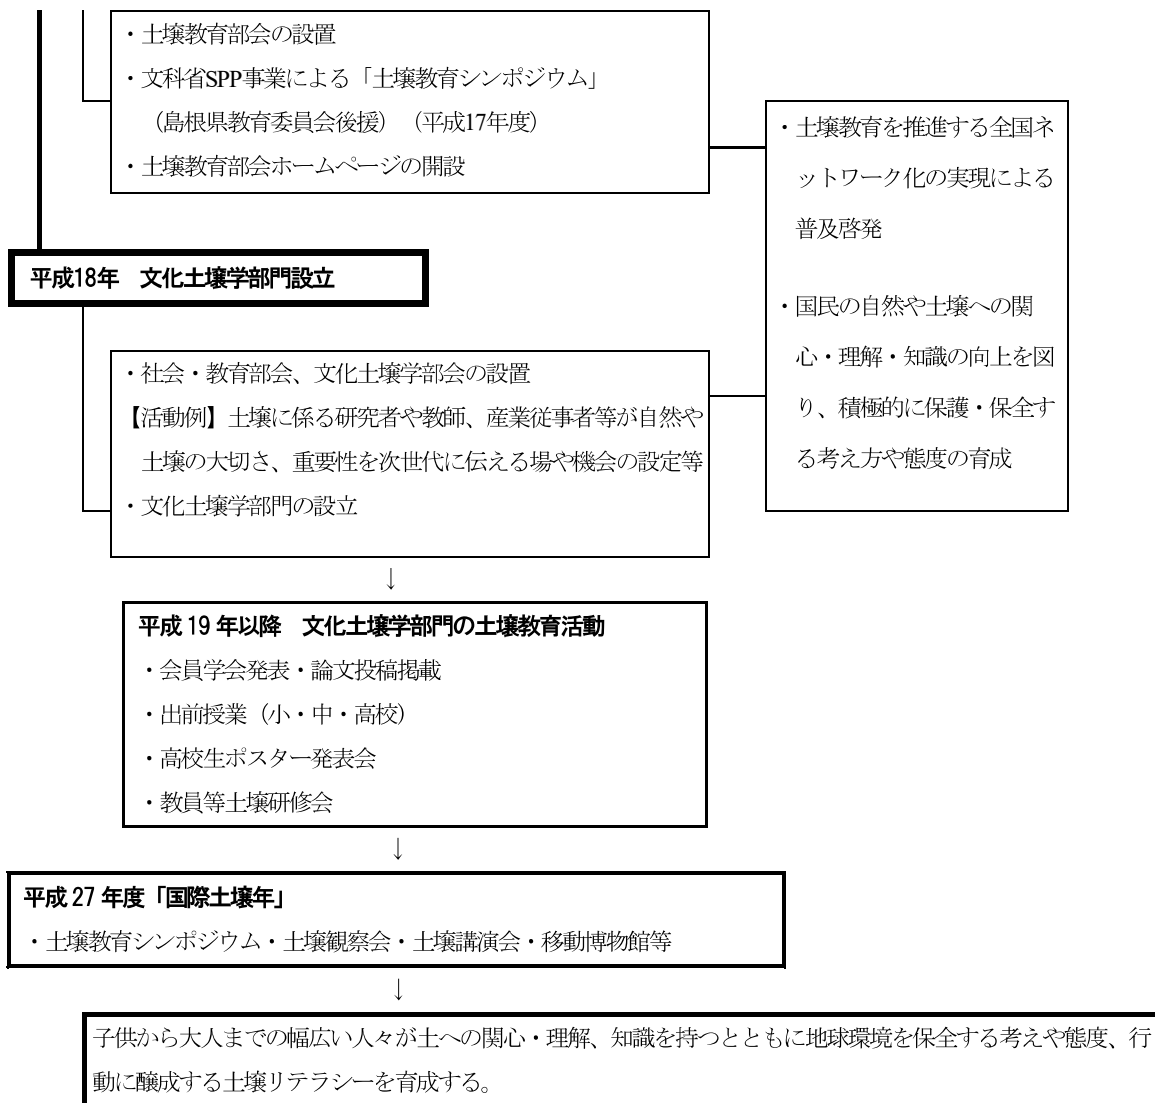 ・土壌教育部会の設置
・文科省SPP事業による「土壌教育シンポジウム」
（島根県教育委員会後援）（平成17年度）
・土壌教育部会ホームページの開設
・土壌教育を推進する全国ネ
ットワーク化の実現による
普及啓発
・国民の自然や土壌への関
心・理解・知識の向上を図
り、積極的に保護・保全す
る考え方や態度の育成
平成18年　文化土壌学部門設立
・社会・教育部会、文化土壌学部会の設置
【活動例】土壌に係る研究者や教師、産業従事者等が自然や
土壌の大切さ、重要性を次世代に伝える場や機会の設定等
・文化土壌学部門の設立
↓
平成 19 年以降　文化土壌学部門の土壌教育活動
・会員学会発表・論文投稿掲載
・出前授業（小・中・高校）
・高校生ポスター発表会
・教員等土壌研修会
↓
平成 27 年度「国際土壌年」
・土壌教育シンポジウム・土壌観察会・土壌講演会・移動博物館等
↓
子供から大人までの幅広い人々が土への関心・理解、知識を持つとともに地球環境を保全する考えや態度、行
動に醸成する土壌リテラシーを育成する。